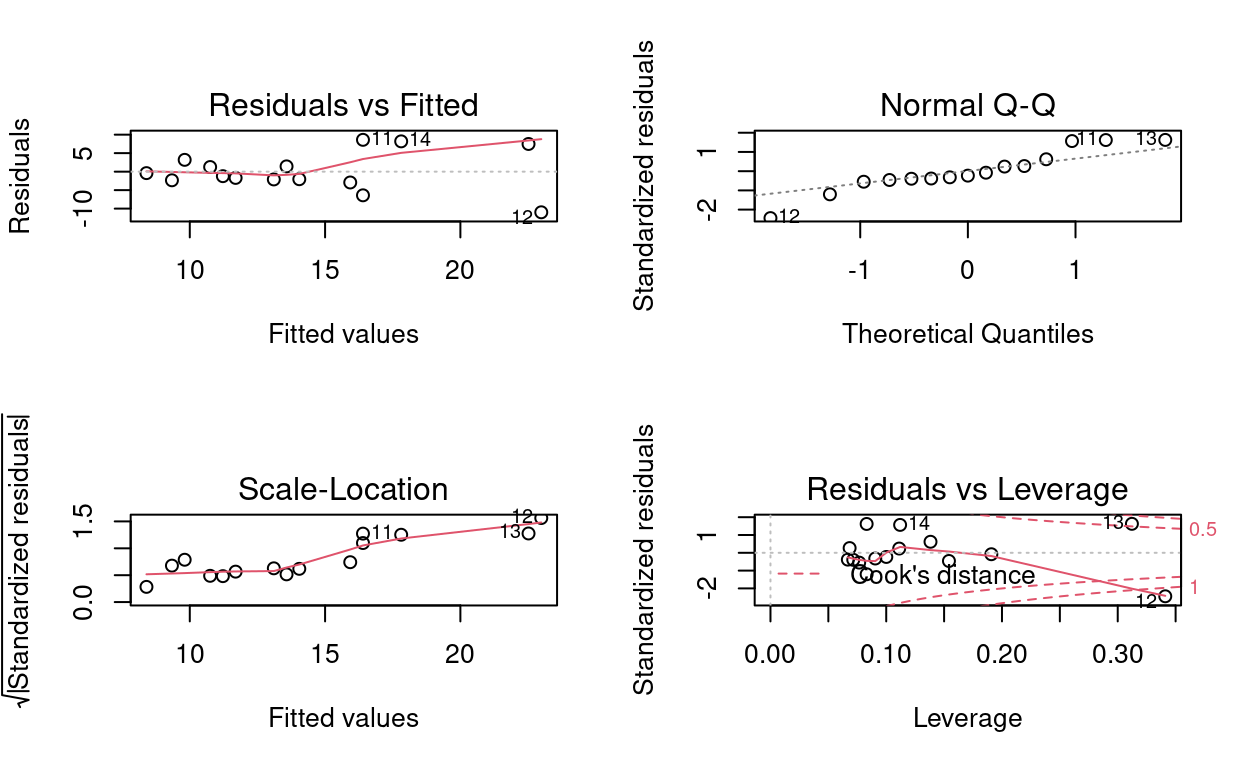 Residuals vs Fitted
Residuals
5
-10
11
14
12
10 15 20
Fitted values
Normal Q-Q
Standardized residuals
1
-2
11
13
12
-1 0 1
Theoretical Quantiles
Scale-Location
√|Standardized residuals|
1.5
0.0
12
11
13
10 15 20
Fitted values
Residuals vs Leverage
Standardized residuals
1
-2
14
13
0.5
Cook's distance
1
12
0.00 0.10 0.20 0.30
Leverage